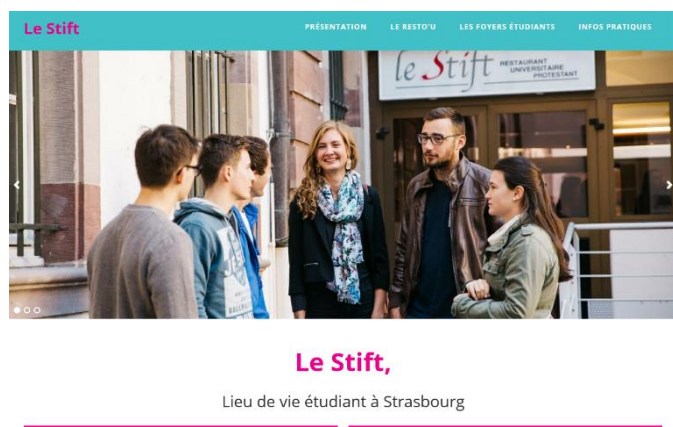 Le Stift
PRÉSENTATION
LE RESTO'U
LES FOYERS ÉTUDIANTS
INFOS PRATIQUES
le Stift
RESTAURANT
UNIVERSITAIRE
PROTESTANT
Le Stift,
Lieu de vie étudiant à Strasbourg